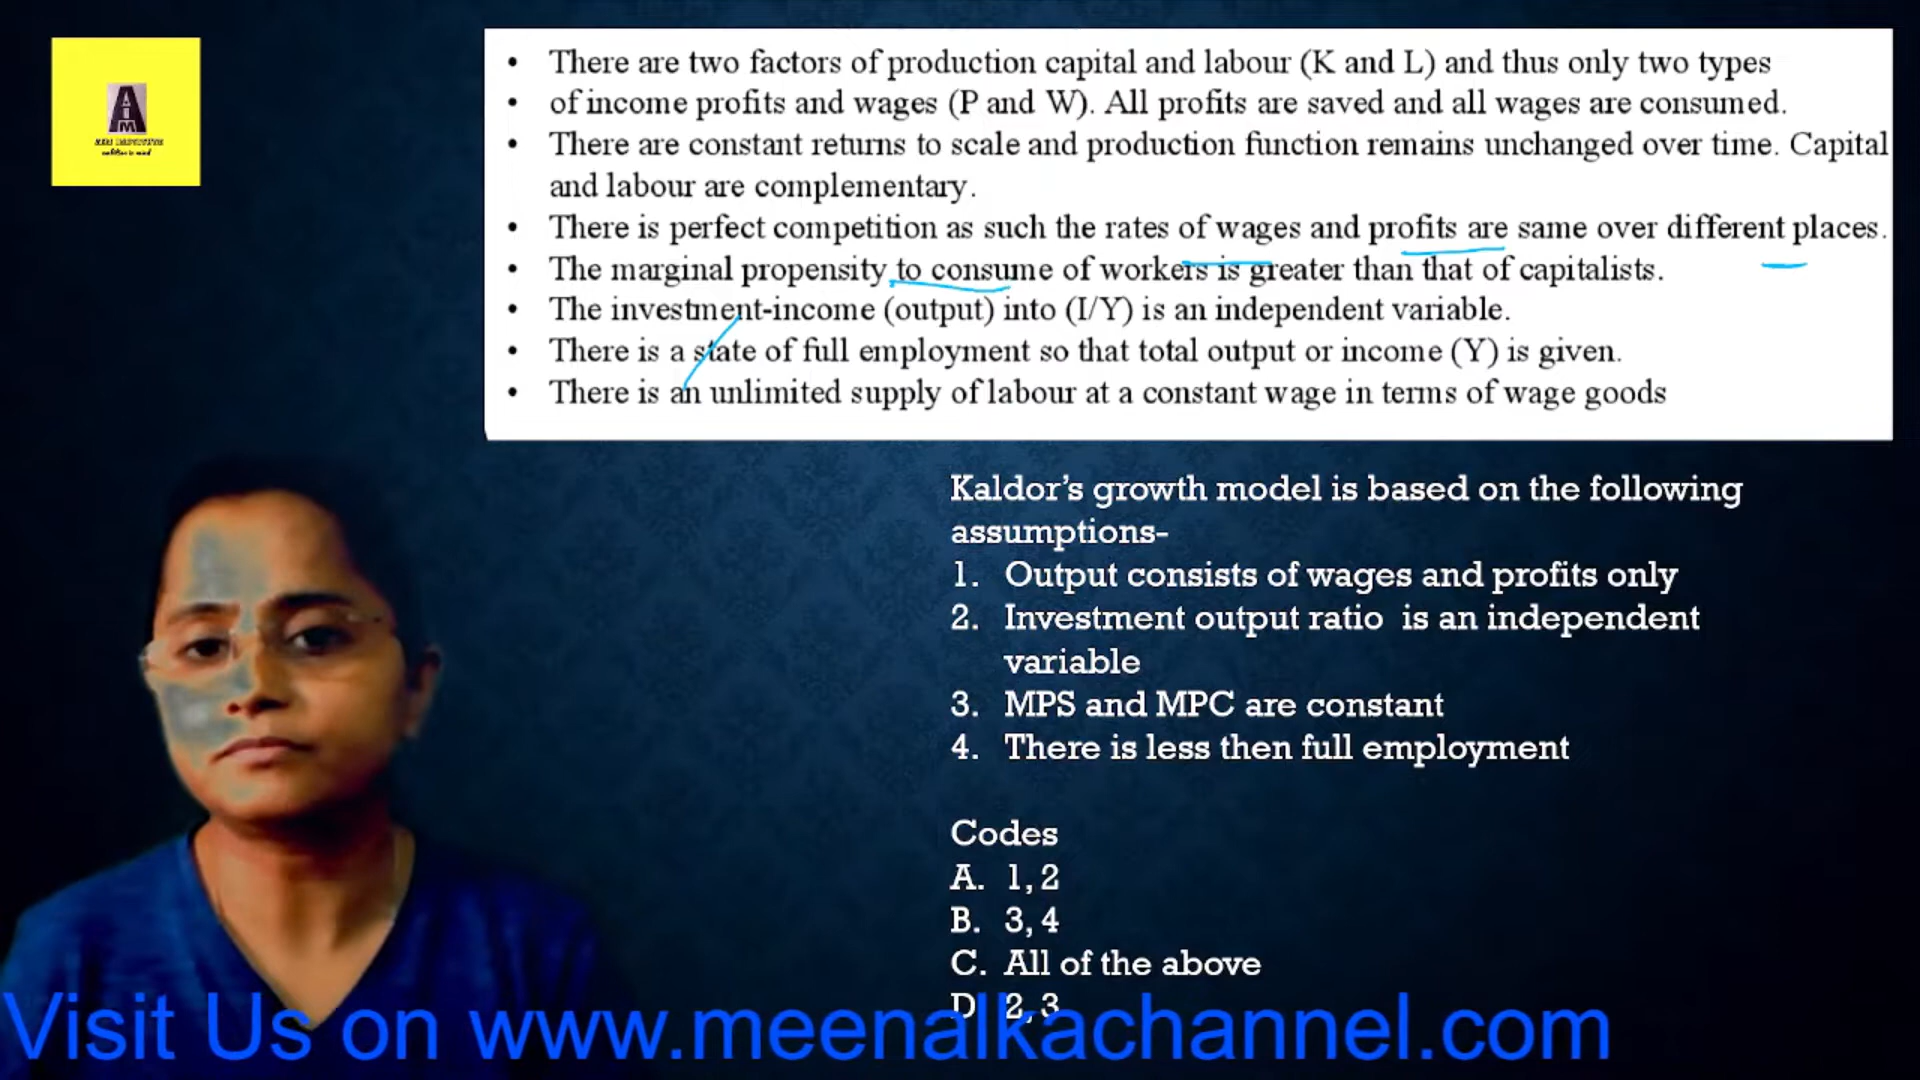 A
I
M
AIM INSTITUTE
• There are two factors of production capital and labour (K and L) and thus only two types
• of income profits and wages (P and W). All profits are saved and all wages are consumed.
• There are constant returns to scale and production function remains unchanged over time. Capital
and labour are complementary.
• There is perfect competition as such the rates of wages and profits are same over different places.
• The marginal propensity to consume of workers is greater than that of capitalists.
• The investment-income (output) into (I/Y) is an independent variable.
• There is a state of full employment so that total output or income (Y) is given.
• There is an unlimited supply of labour at a constant wage in terms of wage goods
Kaldor's growth model is based on the following
assumptions-
1. Output consists of wages and profits only
2. Investment output ratio is an independent
variable
3. MPS and MPC are constant
4. There is less then full employment
Codes
A. 1, 2
B. 3, 4
C. All of the above
D. 2, 3
Visit Us on www.meenalkachannel.com